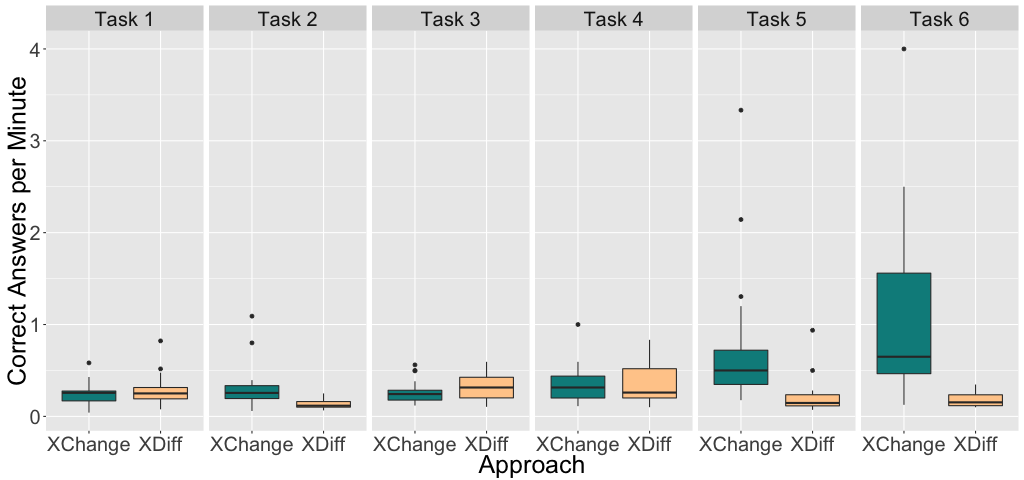 Task 1 Task 2 Task 3 Task 4 Task 5 Task 6
Correct Answers per Minute
4
3
2
1
0
XChange XDiff XChange XDiff XChange XDiff XChange XDiff XChange XDiff XChange XDiff
Approach